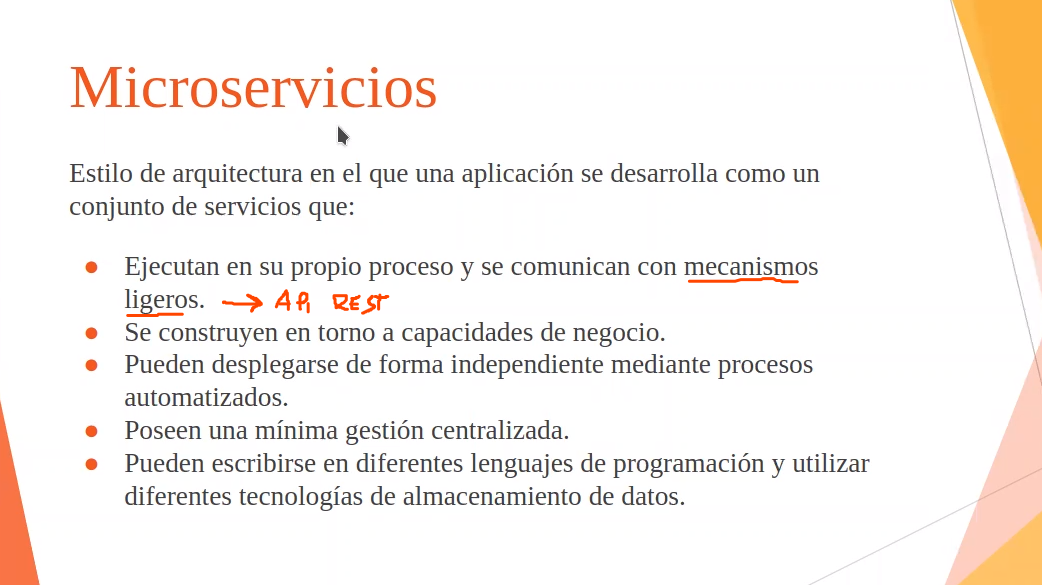 Microservicios
Estilo de arquitectura en el que una aplicación se desarrolla como un
conjunto de servicios que:
● Ejecutan en su propio proceso y se comunican con mecanismos
ligeros. → API REST
● Se construyen en torno a capacidades de negocio.
● Pueden desplegarse de forma independiente mediante procesos
automatizados.
● Poseen una mínima gestión centralizada.
● Pueden escribirse en diferentes lenguajes de programación y utilizar
diferentes tecnologías de almacenamiento de datos.